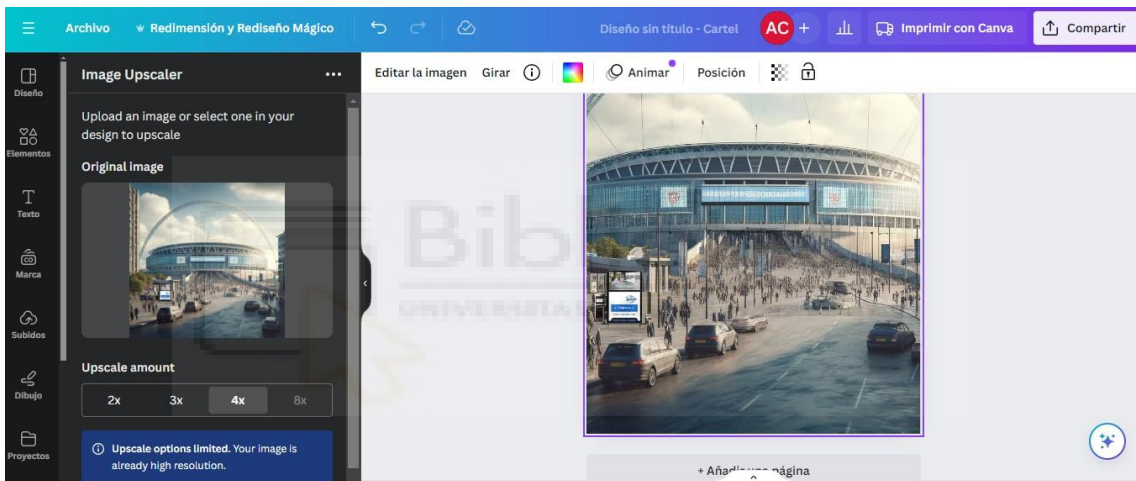 Archivo
Redimensión y Rediseño Mágico
Diseño sin título - Cartel
AC
+
Imprimir con Canva
Compartir
Diseño
Elementos
Texto
Marca
Subidos
Dibujo
Proyectos
Image Upscaler
Upload an image or select one in your
design to upscale
Original image
Upscale amount
2x
3x
4x
8x
Upscale options limited. Your image is
already high resolution.
Editar la imagen
Girar
Animar
Posición
Bib
UNIVERSITAS
+ Añadir una página